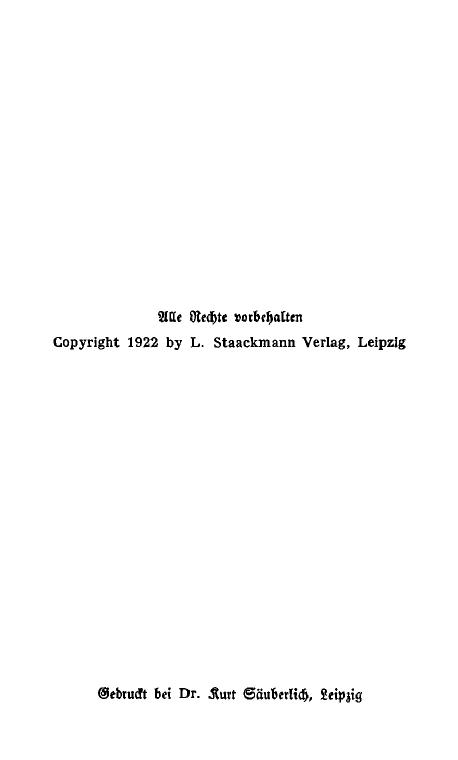 Alle Rechte vorbehalten
Copyright 1922 by L. Staackmann Verlag, Leipzig
Gedruckt bei Dr. Kurt Säuberlich, Leipzig